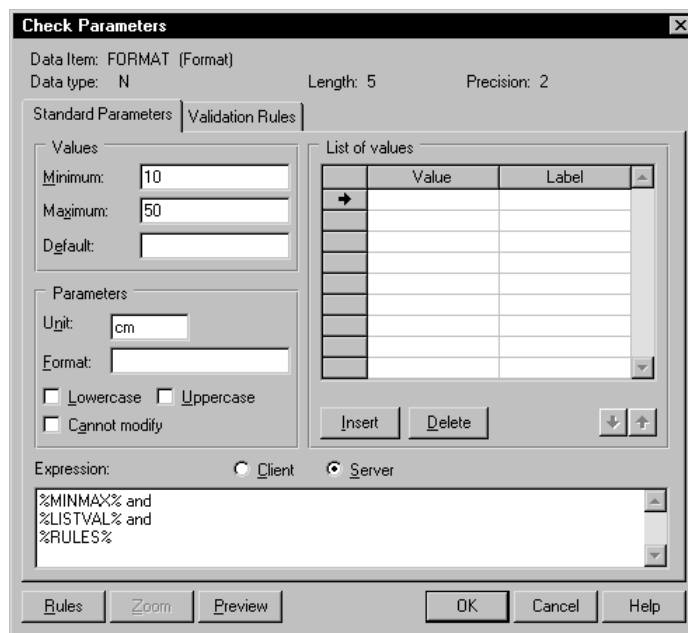 Check Parameters
Data Item: FORMAT (Format)
Data type: N Length: 5 Precision: 2
Standard Parameters Validation Rules
Values
Minimum: 10
Maximum: 50
Default:
Parameters
Unit: cm
Format:
Lowercase Uppercase
Cannot modify
List of values
Value Label
Insert Delete
Expression: Client Server
%MINMAX% and
%LISTVAL% and
%RULES%
Rules Zoom Preview OK Cancel Help